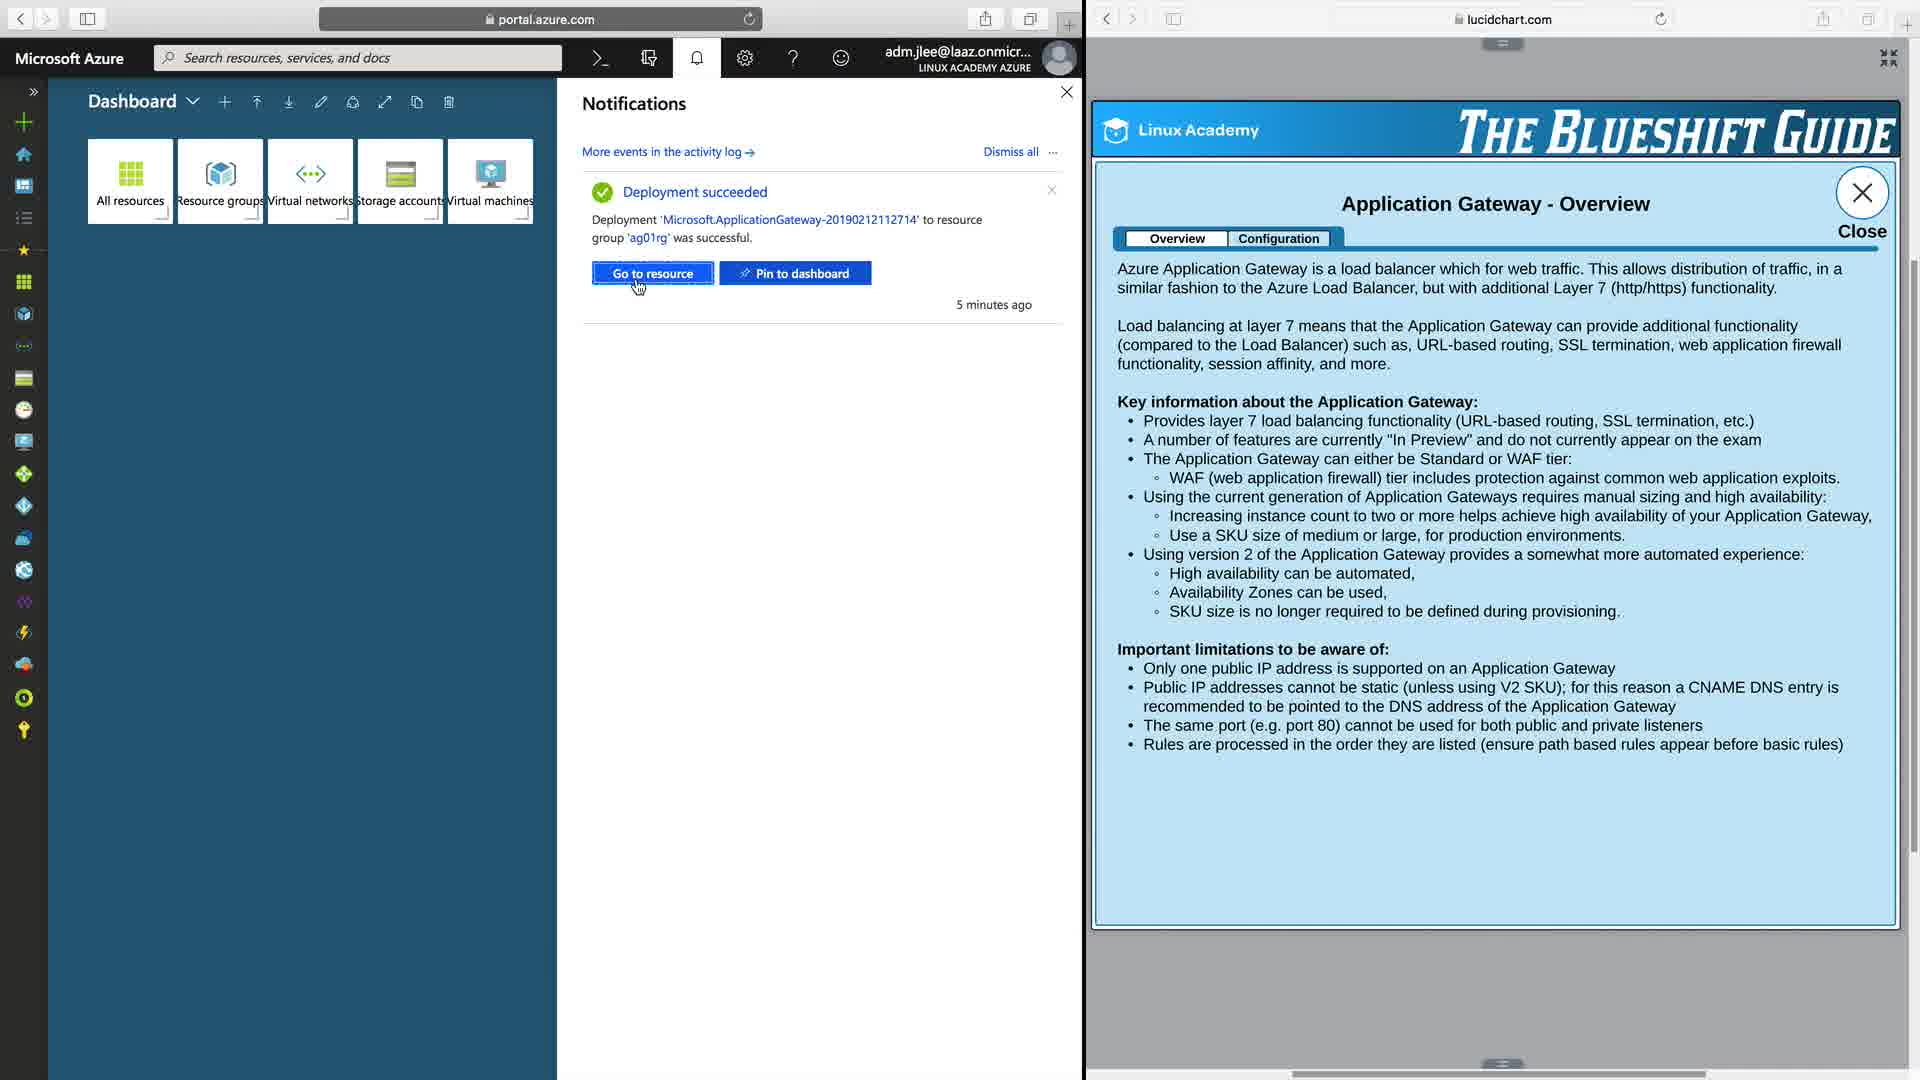 portal.azure.com
Microsoft Azure
Search resources, services, and docs
adm.jlee@laaz.onmicr...
LINUX ACADEMY AZURE
Dashboard
All resources
Resource groups
Virtual networks
Storage accounts
Virtual machines
Notifications
More events in the activity log →
Dismiss all ...
Deployment succeeded
Deployment 'Microsoft.ApplicationGateway-20190212112714' to resource
group 'ag01rg' was successful.
Go to resource
Pin to dashboard
5 minutes ago
lucidchart.com
Linux Academy
THE BLUESHIFT GUIDE
Application Gateway - Overview
Close
Overview
Configuration
Azure Application Gateway is a load balancer which for web traffic. This allows distribution of traffic, in a
similar fashion to the Azure Load Balancer, but with additional Layer 7 (http/https) functionality.
Load balancing at layer 7 means that the Application Gateway can provide additional functionality
(compared to the Load Balancer) such as, URL-based routing, SSL termination, web application firewall
functionality, session affinity, and more.
Key information about the Application Gateway:
• Provides layer 7 load balancing functionality (URL-based routing, SSL termination, etc.)
• A number of features are currently "In Preview" and do not currently appear on the exam
• The Application Gateway can either be Standard or WAF tier:
◦ WAF (web application firewall) tier includes protection against common web application exploits.
• Using the current generation of Application Gateways requires manual sizing and high availability:
◦ Increasing instance count to two or more helps achieve high availability of your Application Gateway,
◦ Use a SKU size of medium or large, for production environments.
• Using version 2 of the Application Gateway provides a somewhat more automated experience:
◦ High availability can be automated,
◦ Availability Zones can be used,
◦ SKU size is no longer required to be defined during provisioning.
Important limitations to be aware of:
• Only one public IP address is supported on an Application Gateway
• Public IP addresses cannot be static (unless using V2 SKU); for this reason a CNAME DNS entry is
recommended to be pointed to the DNS address of the Application Gateway
• The same port (e.g. port 80) cannot be used for both public and private listeners
• Rules are processed in the order they are listed (ensure path based rules appear before basic rules)